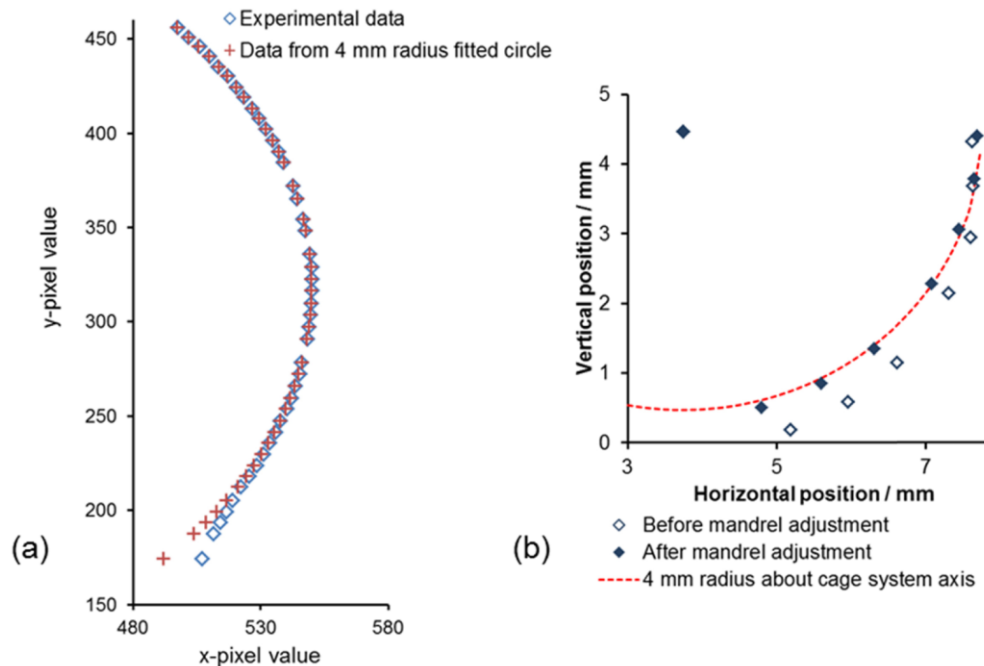 Experimental data
Data from 4 mm radius fitted circle
450
400
350
300
250
200
150
480
530
580
y-pixel value
x-pixel value
(a)
5
4
3
2
1
0
3
5
7
Vertical position / mm
Horizontal position / mm
Before mandrel adjustment
After mandrel adjustment
4 mm radius about cage system axis
(b)